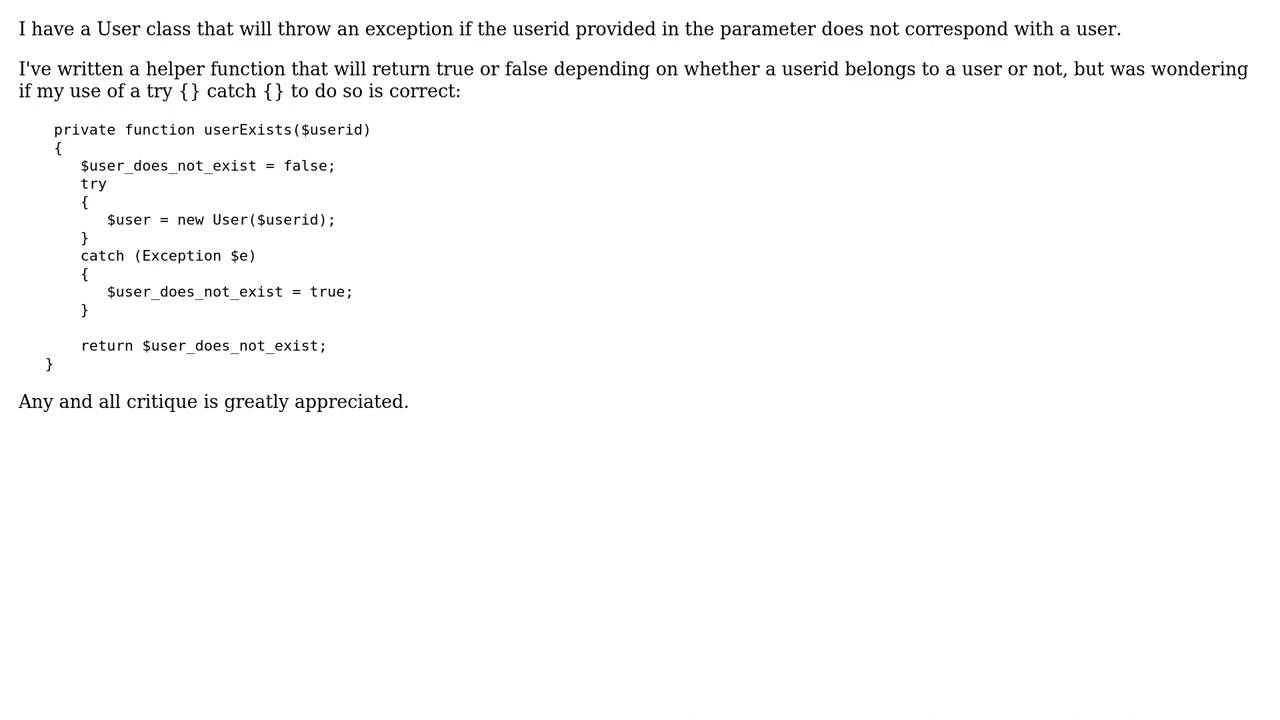 I have a User class that will throw an exception if the userid provided in the parameter does not correspond with a user.
I've written a helper function that will return true or false depending on whether a userid belongs to a user or not, but was wondering
if my use of a try {} catch {} to do so is correct:
    private function userExists($userid)
    {
       $user_does_not_exist = false;
       try
       {
          $user = new User($userid);
       }
       catch (Exception $e)
       {
          $user_does_not_exist = true;
       }

       return $user_does_not_exist;
   }
Any and all critique is greatly appreciated.